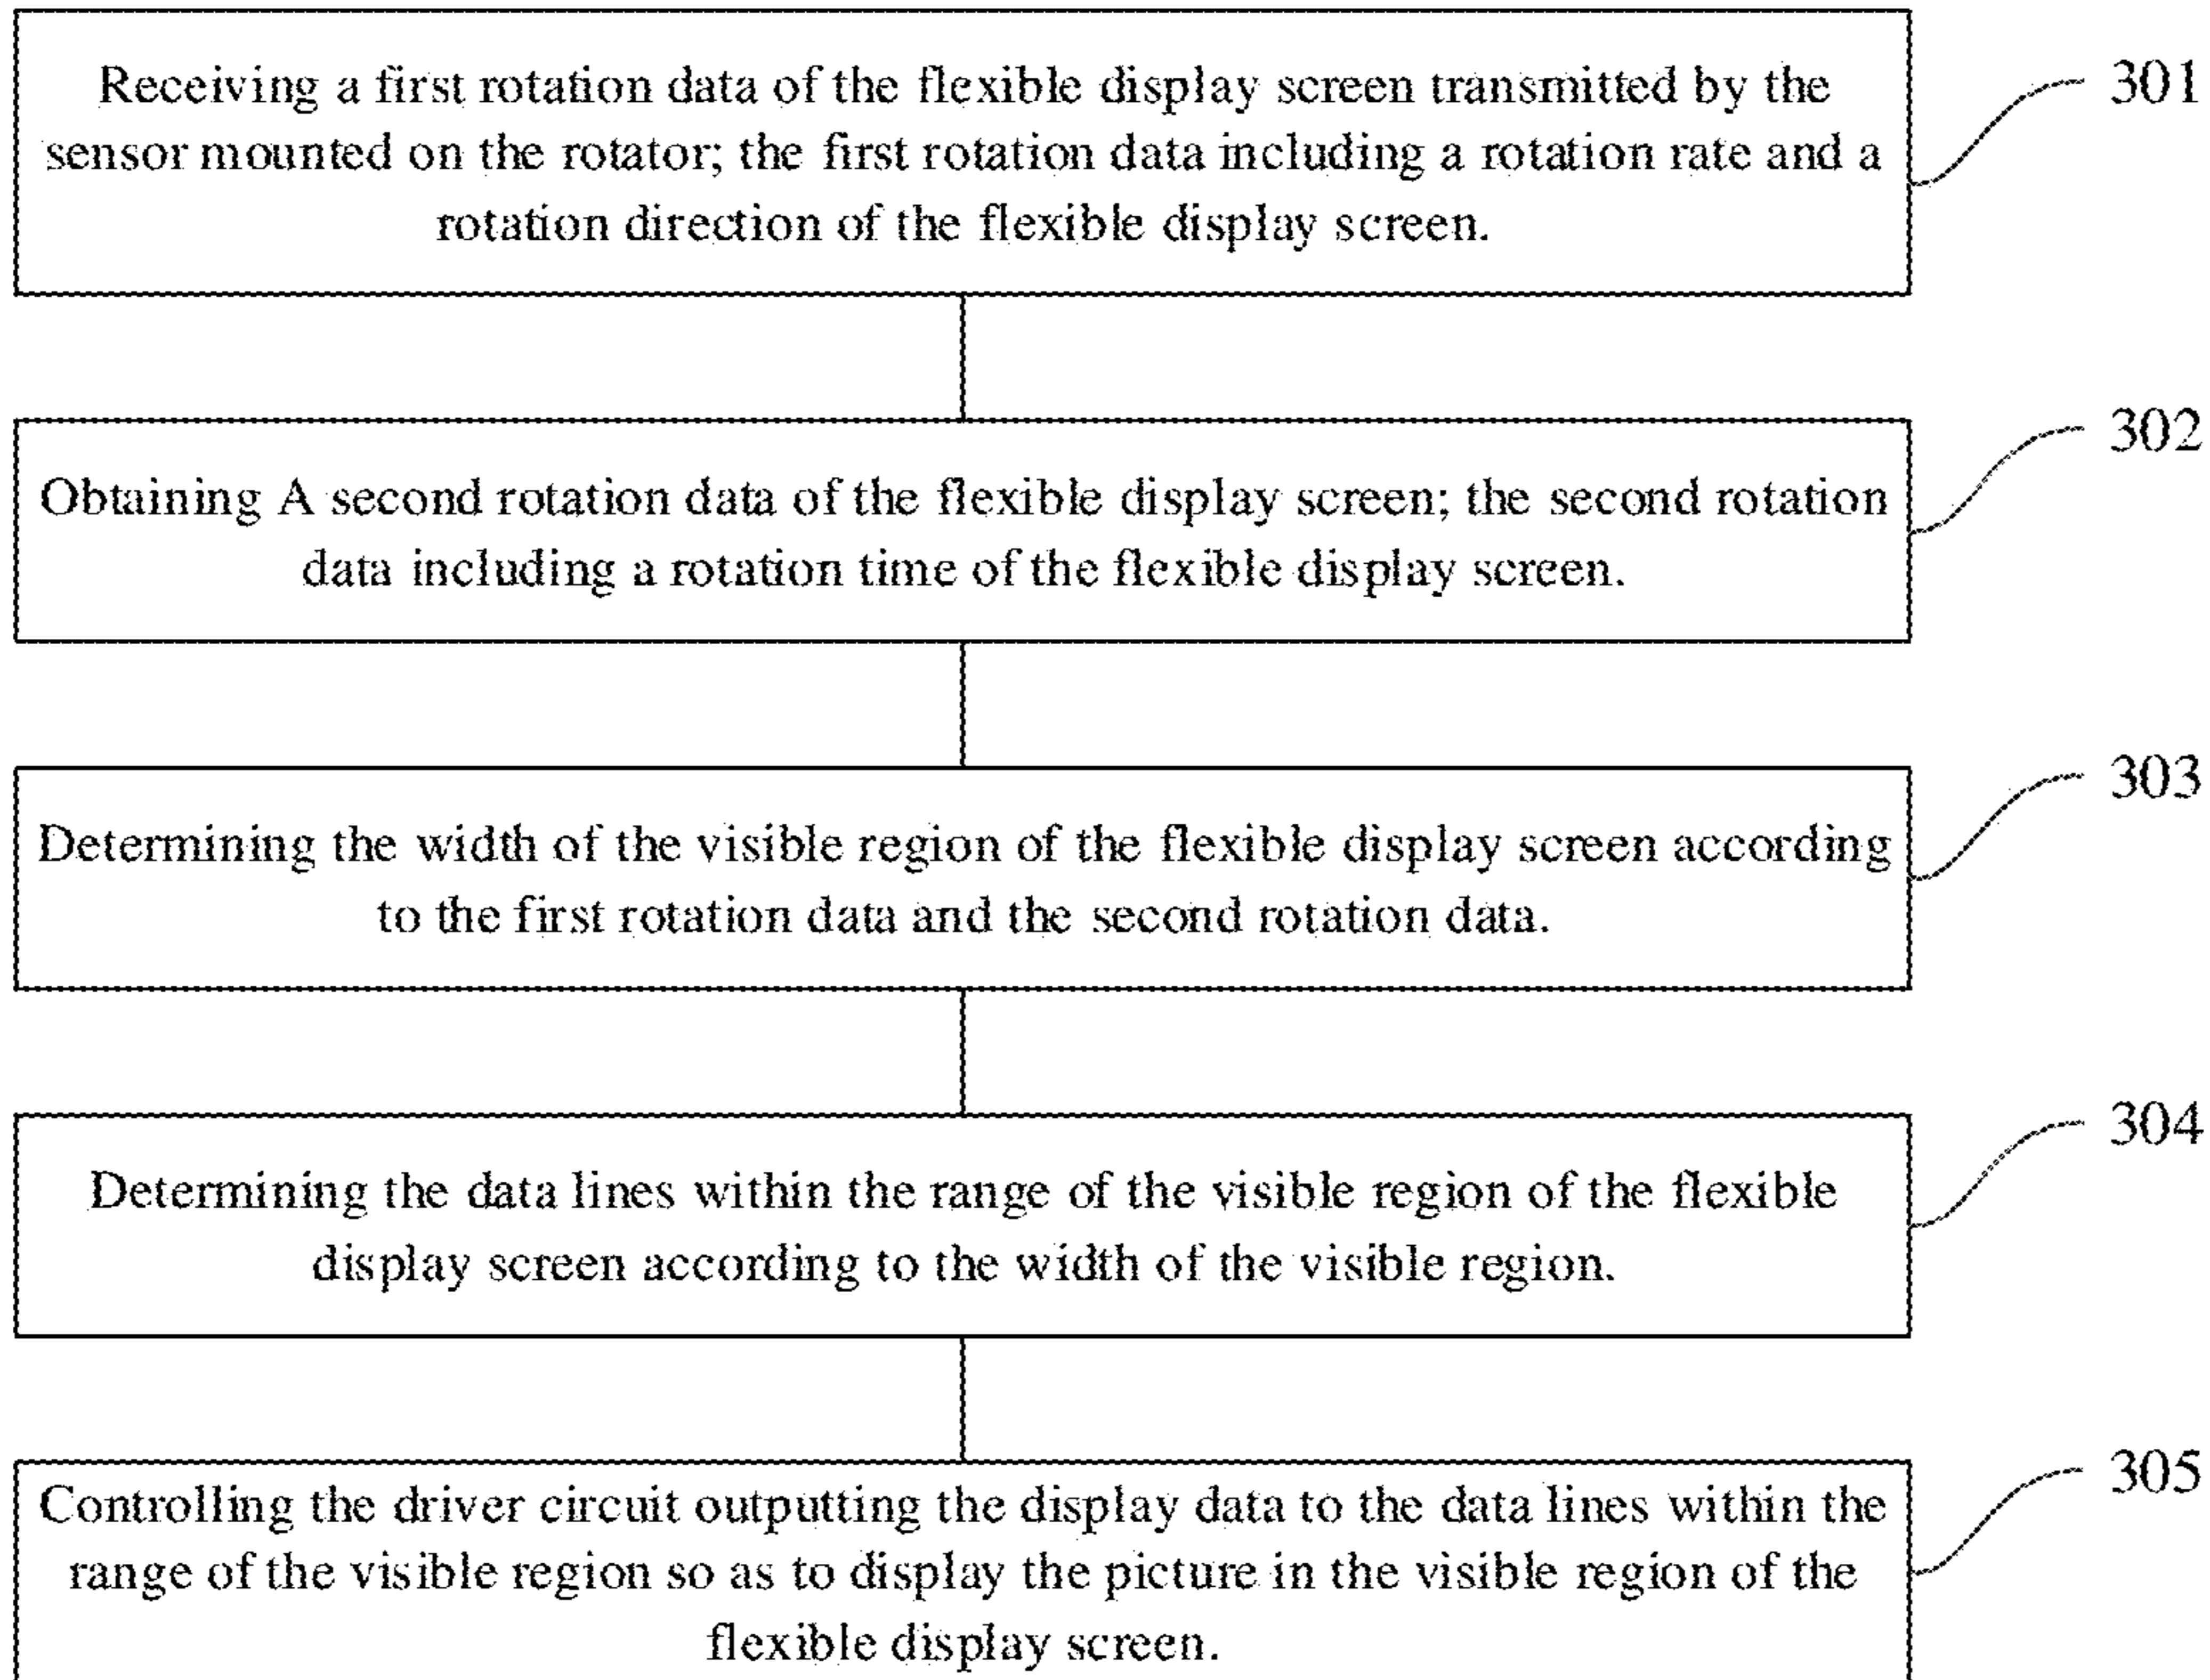 Receiving a first rotation data of the flexible display screen transmitted by the
301
sensor mounted on the rotator; the first rotation data including a rotation rate and a
rotation direction of the flexible display screen.
302
Obtaining A second rotation data of the flexible display screen; the second rotation
data including a rotation time of the flexible display screen.
303
Determining the width of the visible region of the flexible display screen according
to the first rotation data and the second rotation data.
304
Determining the data lines within the range of the visible region of the flexible
display screen according to the width of the visible region.
305
Controlling the driver circuit outputting the display data to the data lines within the
range of the visible region so as to display the picture in the visible region of the
flexible display screen.